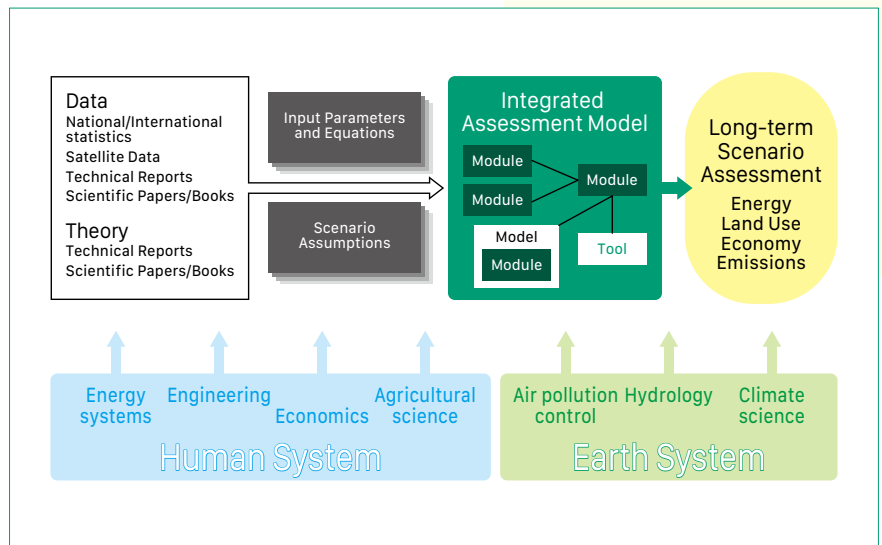 Data
National/International
statistics
Satellite Data
Technical Reports
Scientific Papers/Books
Theory
Technical Reports
Scientific Papers/Books
Input Parameters
and Equations
Scenario
Assumptions
Integrated
Assessment Model
Module
Module
Module
Model
Module
Tool
Long-term
Scenario
Assessment
Energy
Land Use
Economy
Emissions
Energy
systems
Engineering
Economics
Agricultural
science
Human System
Air pollution
control
Hydrology
Climate
science
Earth System